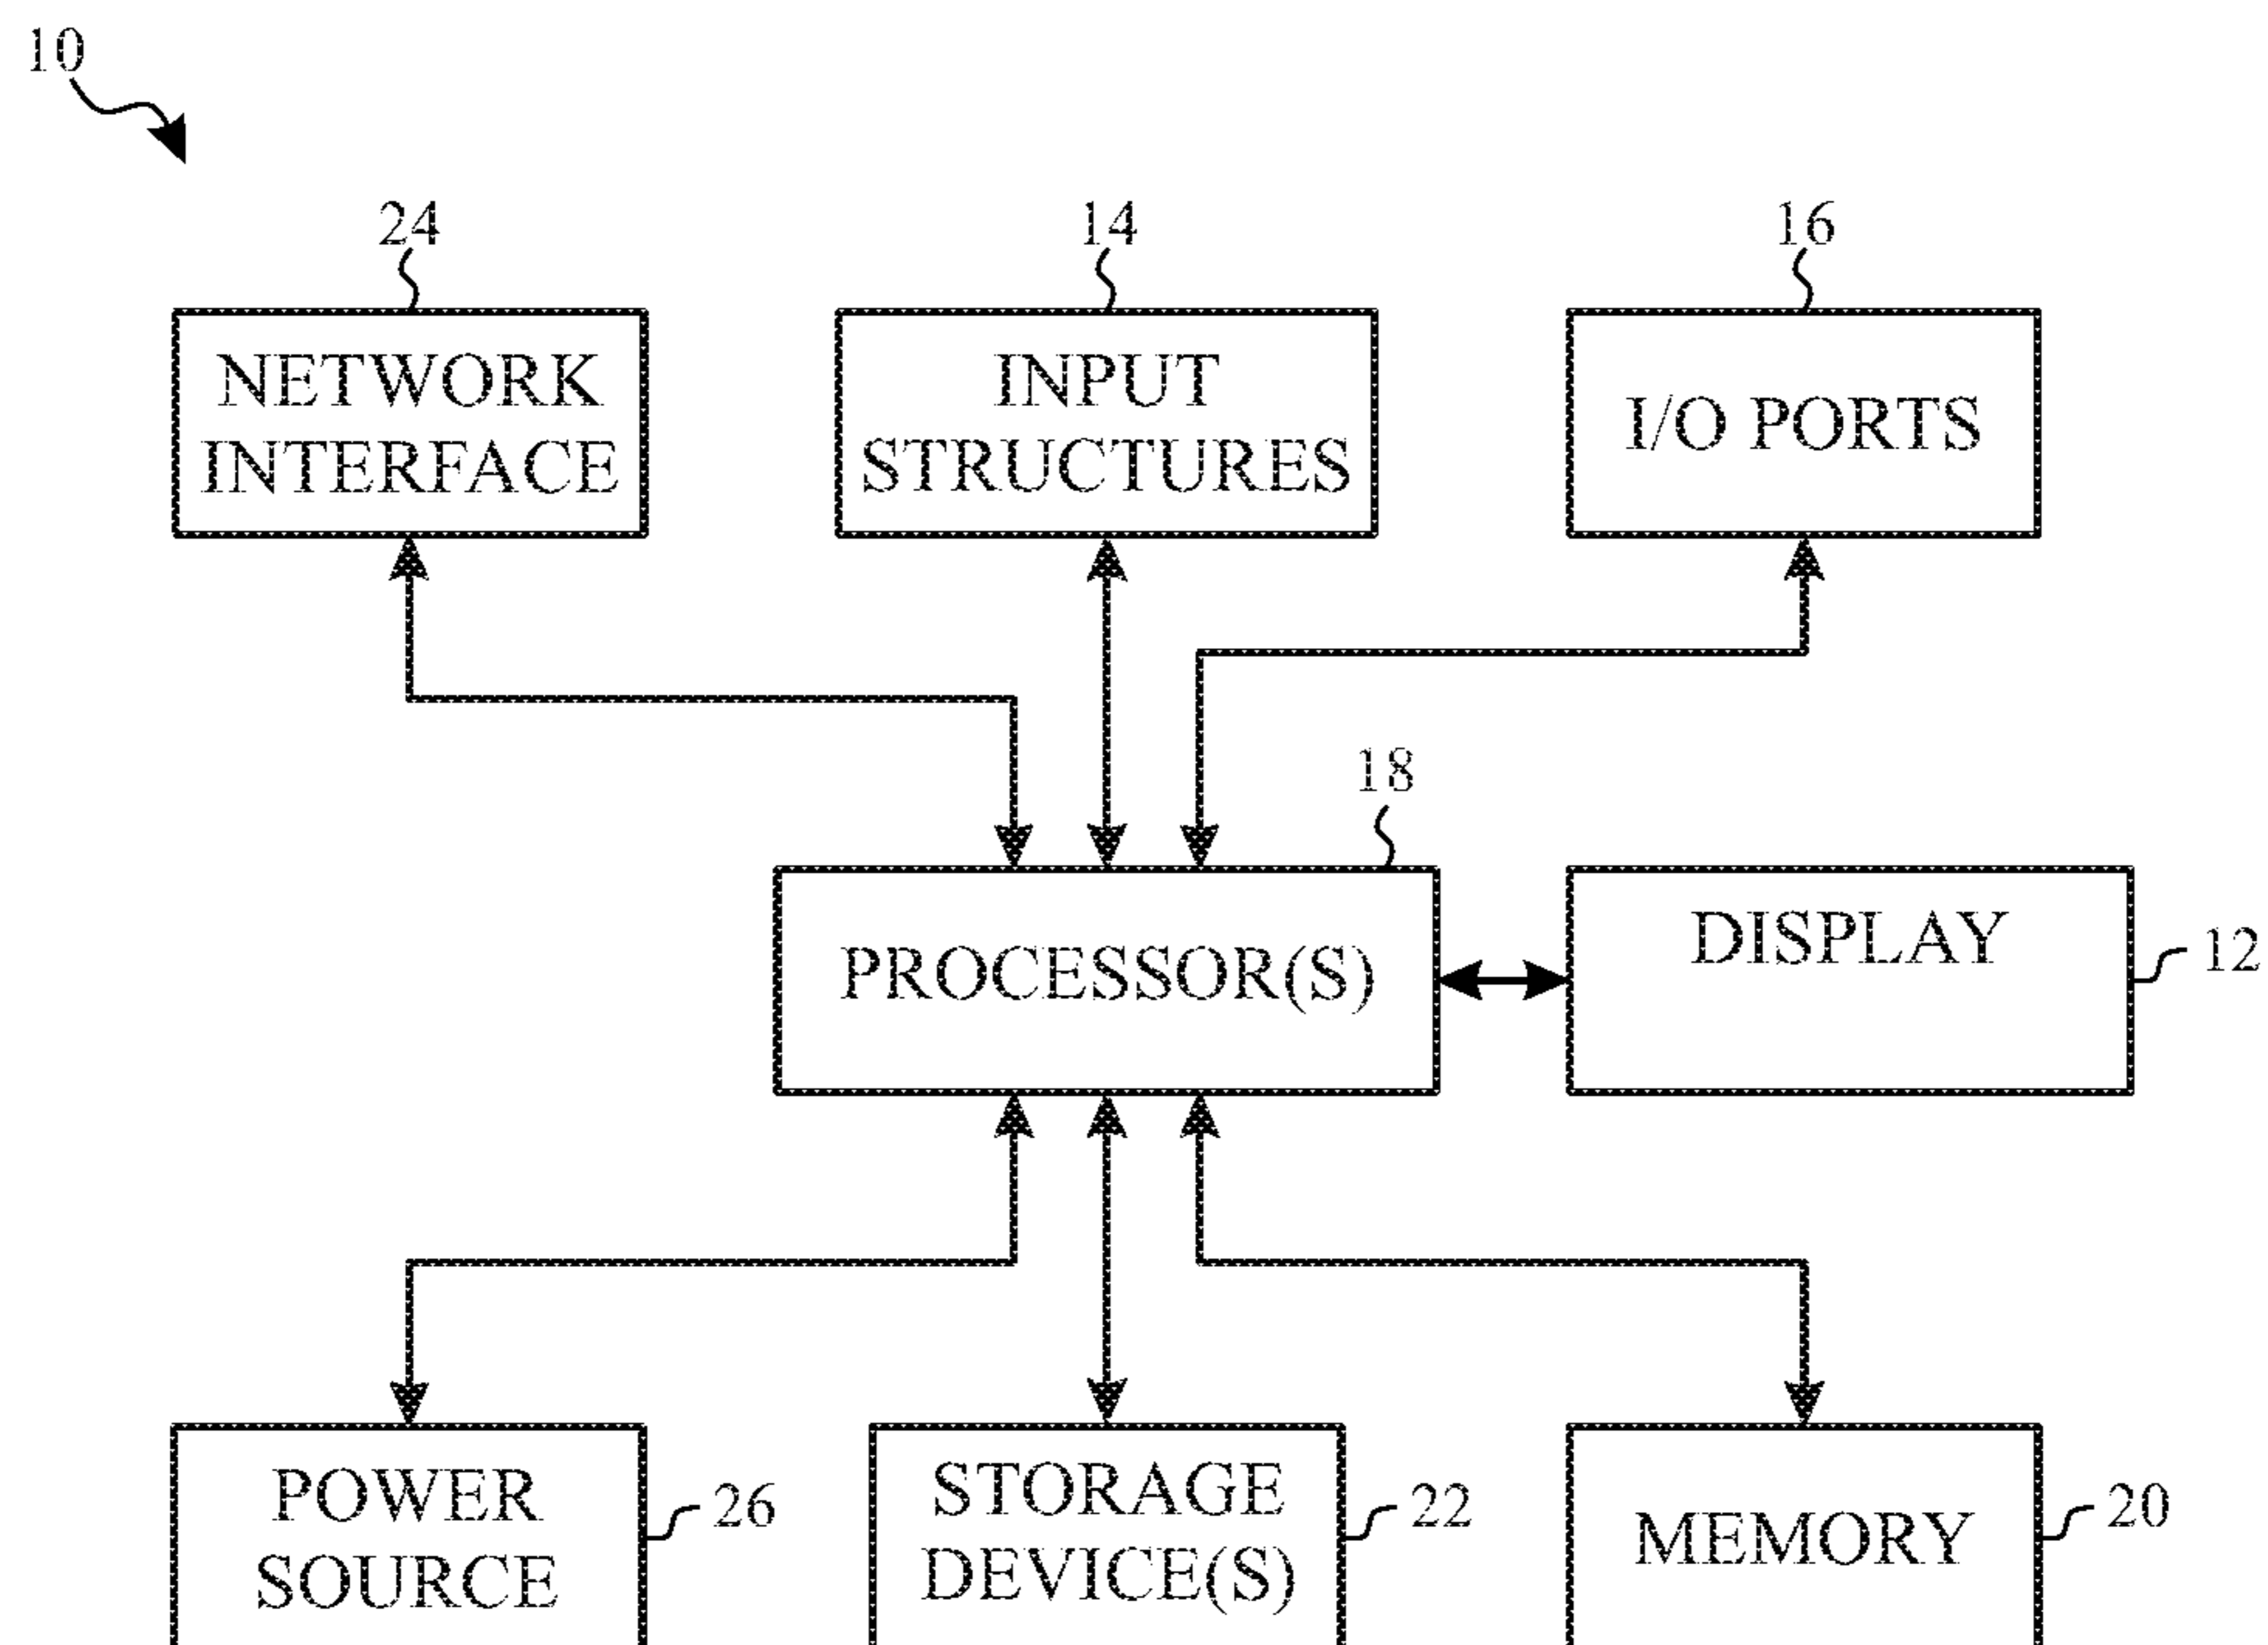 10
24
14
16
NETWORK
INTERFACE
INPUT
STRUCTURES
I/O PORTS
18
PROCESSOR(S)
DISPLAY
12
POWER
SOURCE
26
STORAGE
DEVICE(S)
22
MEMORY
20